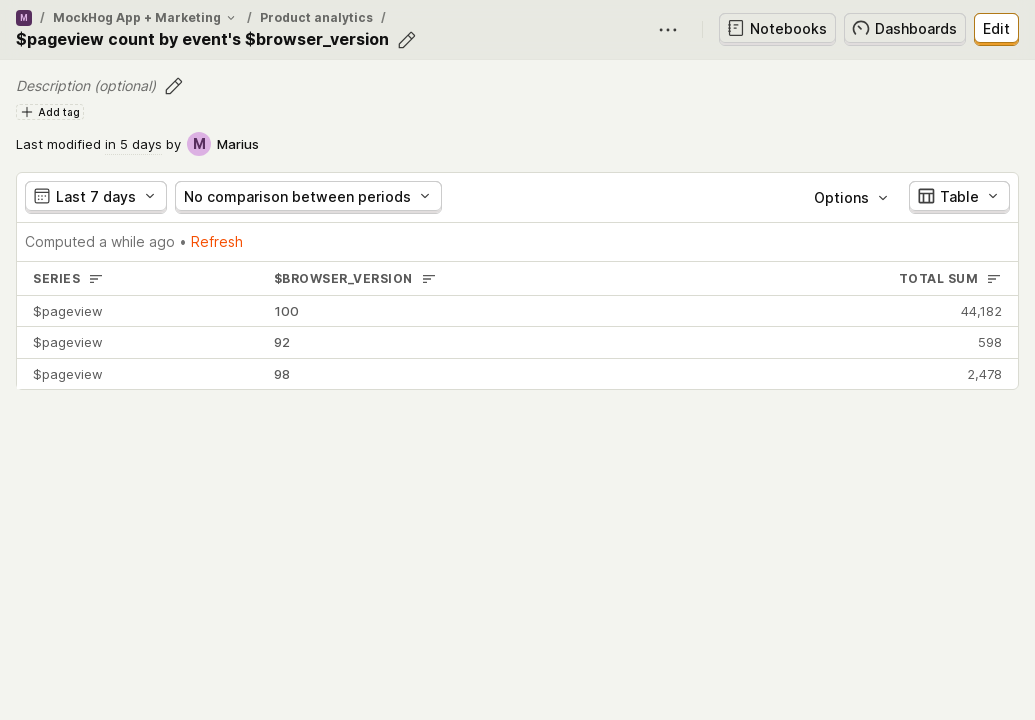 M / MockHog App + Marketing / Product analytics /
$pageview count by event's $browser_version
Notebooks Dashboards Edit
Description (optional)
Add tag
Last modified in 5 days by M Marius
Last 7 days No comparison between periods Options Table
Computed a while ago • Refresh
SERIES $BROWSER_VERSION TOTAL SUM
$pageview 100 44,182
$pageview 92 598
$pageview 98 2,478